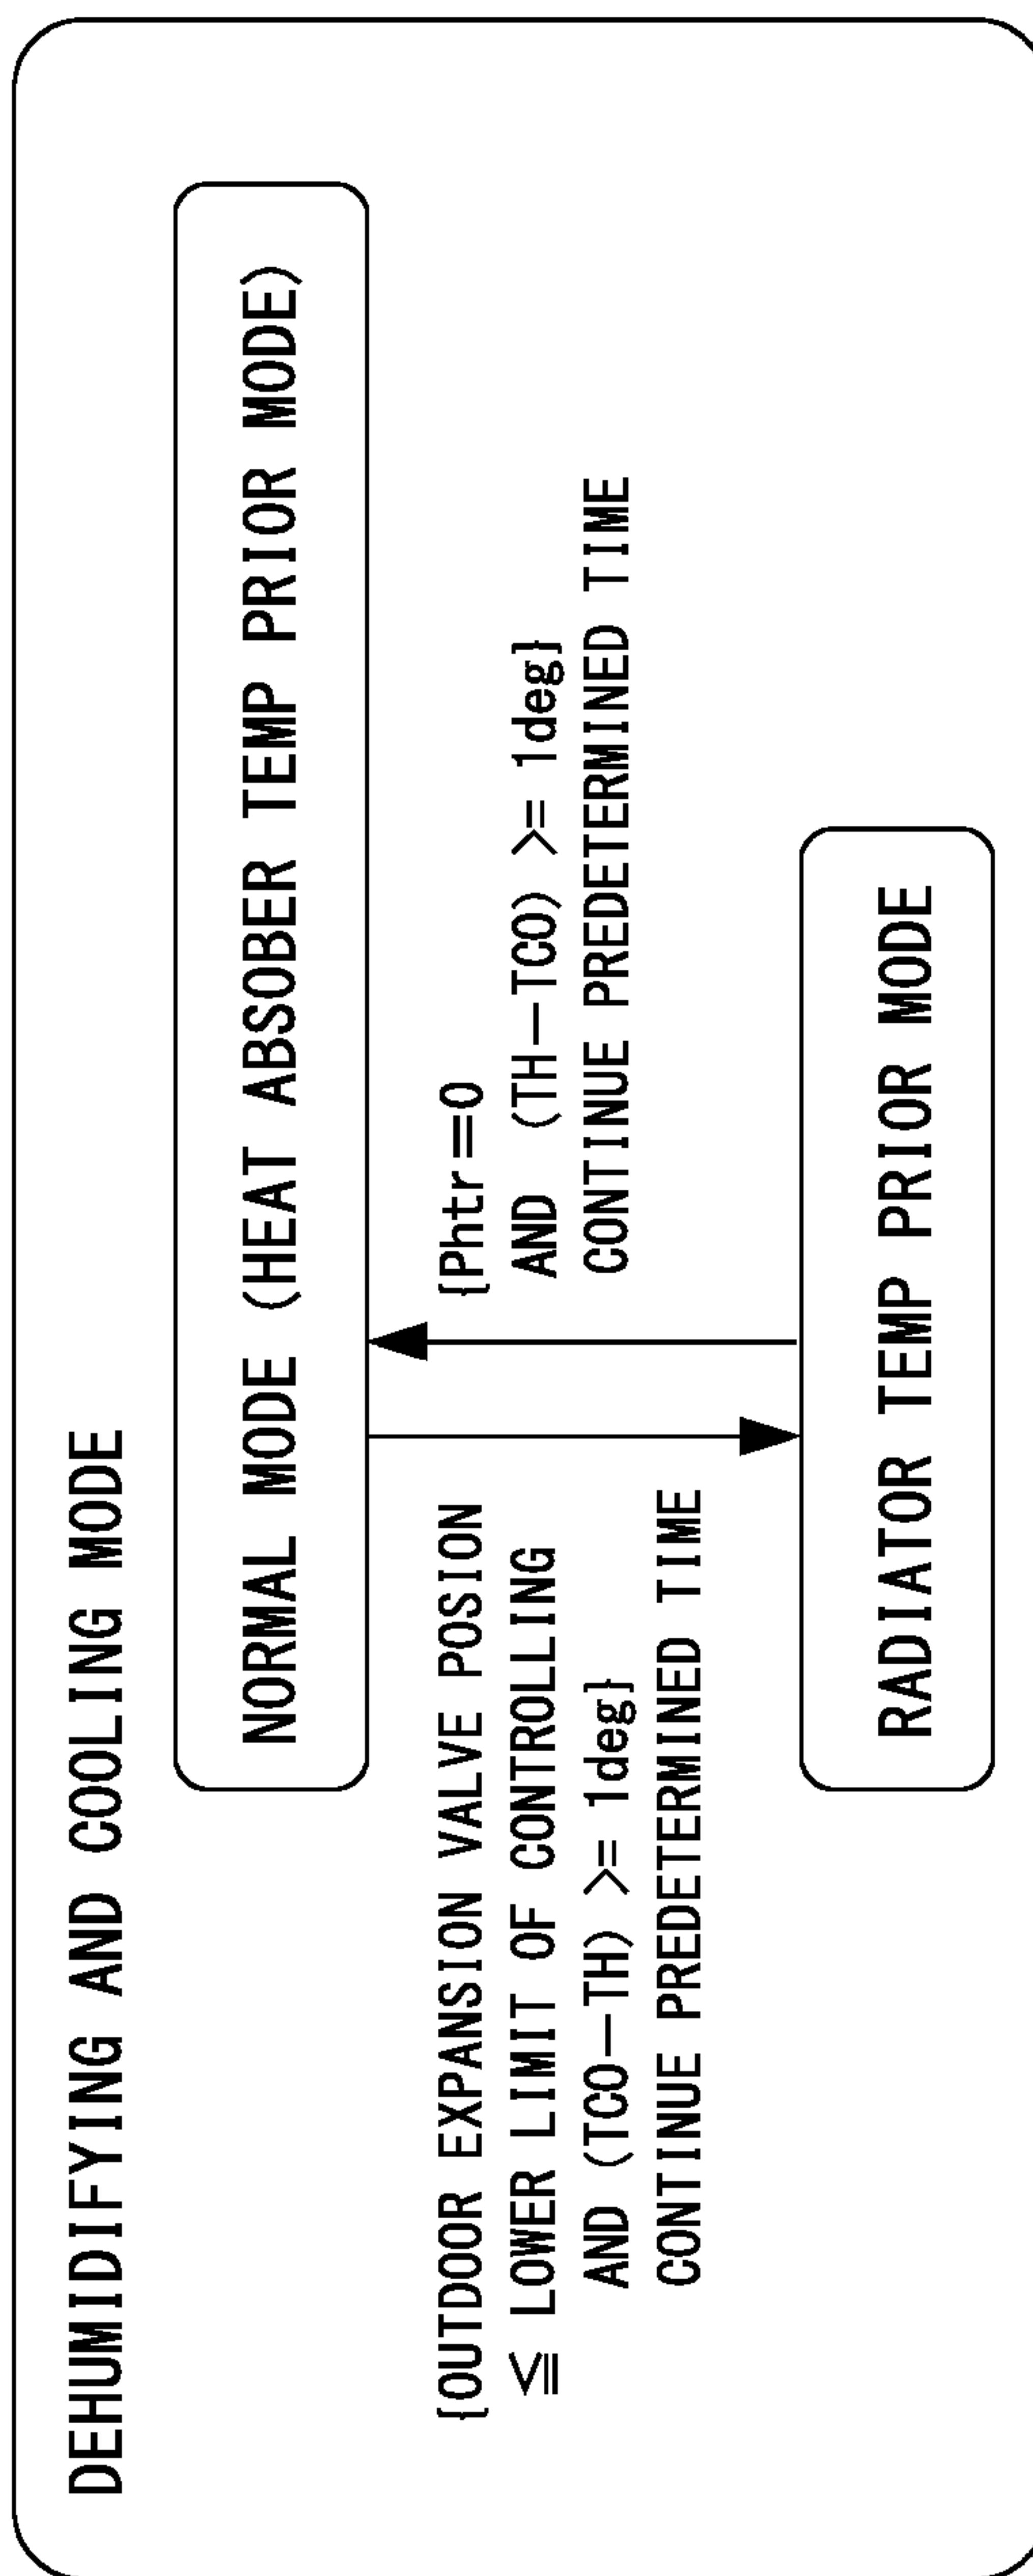 DEHUMIDIFYING AND COOLING MODE
NORMAL MODE (HEAT ABSOBER TEMP PRIOR MODE)
{OUTDOOR EXPANSION VALVE POSION
≦ LOWER LIMIT OF CONTROLLING
AND (TCO−TH) >= 1deg}
CONTINUE PREDETERMINED TIME
{Phtr=0
AND (TH−TCO) >= 1deg}
CONTINUE PREDETERMINED TIME
RADIATOR TEMP PRIOR MODE